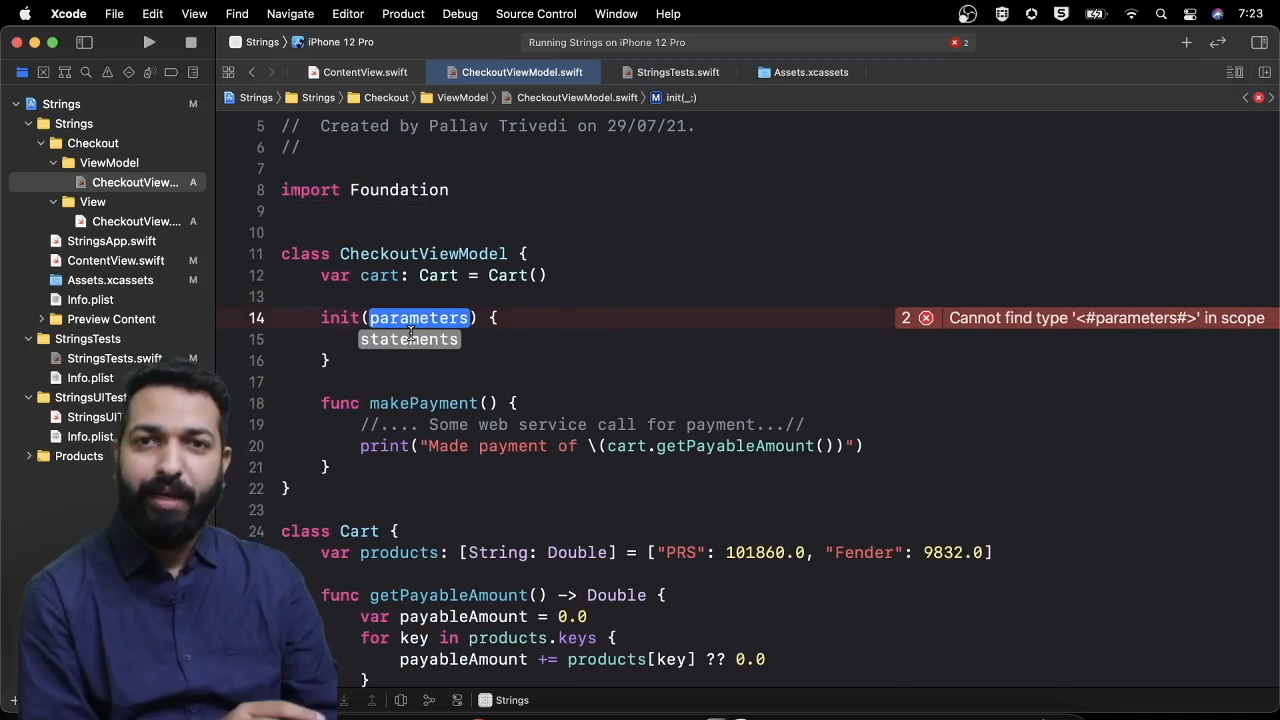 Xcode File Edit View Find Navigate Editor Product Debug Source Control Window Help 7:23
Strings iPhone 12 Pro Running Strings on iPhone 12 Pro 2
ContentView.swift CheckoutViewModel.swift StringsTests.swift Assets.xcassets
Strings Strings Checkout ViewModel CheckoutViewModel.swift M init(_:)
Strings M
Strings
Checkout
ViewModel
CheckoutView... A
View
CheckoutView.... A
StringsApp.swift
ContentView.swift M
Assets.xcassets M
Info.plist
Preview Content
StringsTests
StringsTests.swift M
Info.plist
StringsUITest
StringsUIT
Info.plist
Products
5 // Created by Pallav Trivedi on 29/07/21.
6 //
7
8 import Foundation
9
10
11 class CheckoutViewModel {
12 var cart: Cart = Cart()
13
14 init(parameters) { 2 Cannot find type '<#parameters#>' in scope
15 statements
16 }
17
18 func makePayment() {
19 //.... Some web service call for payment...//
20 print("Made payment of \(cart.getPayableAmount())")
21 }
22 }
23
24 class Cart {
var products: [String: Double] = ["PRS": 101860.0, "Fender": 9832.0]
func getPayableAmount() -> Double {
var payableAmount = 0.0
for key in products.keys {
payableAmount += products[key] ?? 0.0
}
Strings